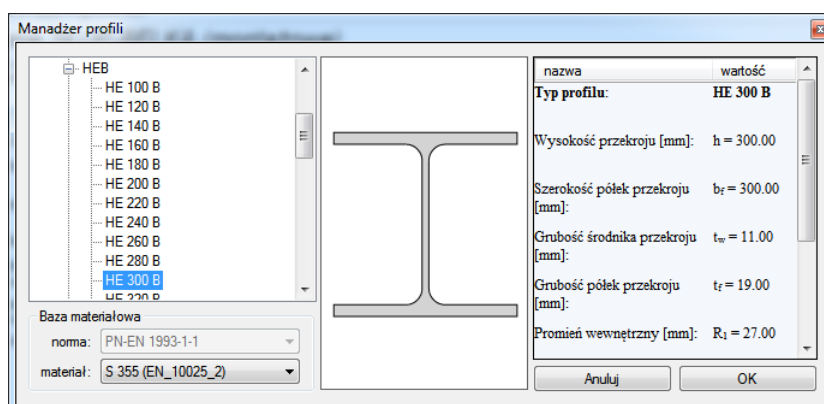 Manadżer profili
HEB
HE 100 B
HE 120 B
HE 140 B
HE 160 B
HE 180 B
HE 200 B
HE 220 B
HE 240 B
HE 260 B
HE 280 B
HE 300 B
Baza materiałowa
norma: PN-EN 1993-1-1
materiał: S 355 (EN_10025_2)
nazwa wartość
Typ profilu: HE 300 B
Wysokość przekroju [mm]: h = 300.00
Szerokość półek przekroju bf = 300.00
[mm]:
Grubość środnika przekroju tw = 11.00
[mm]:
Grubość półek przekroju tf = 19.00
[mm]:
Promień wewnętrzny [mm]: R1 = 27.00
Anuluj OK